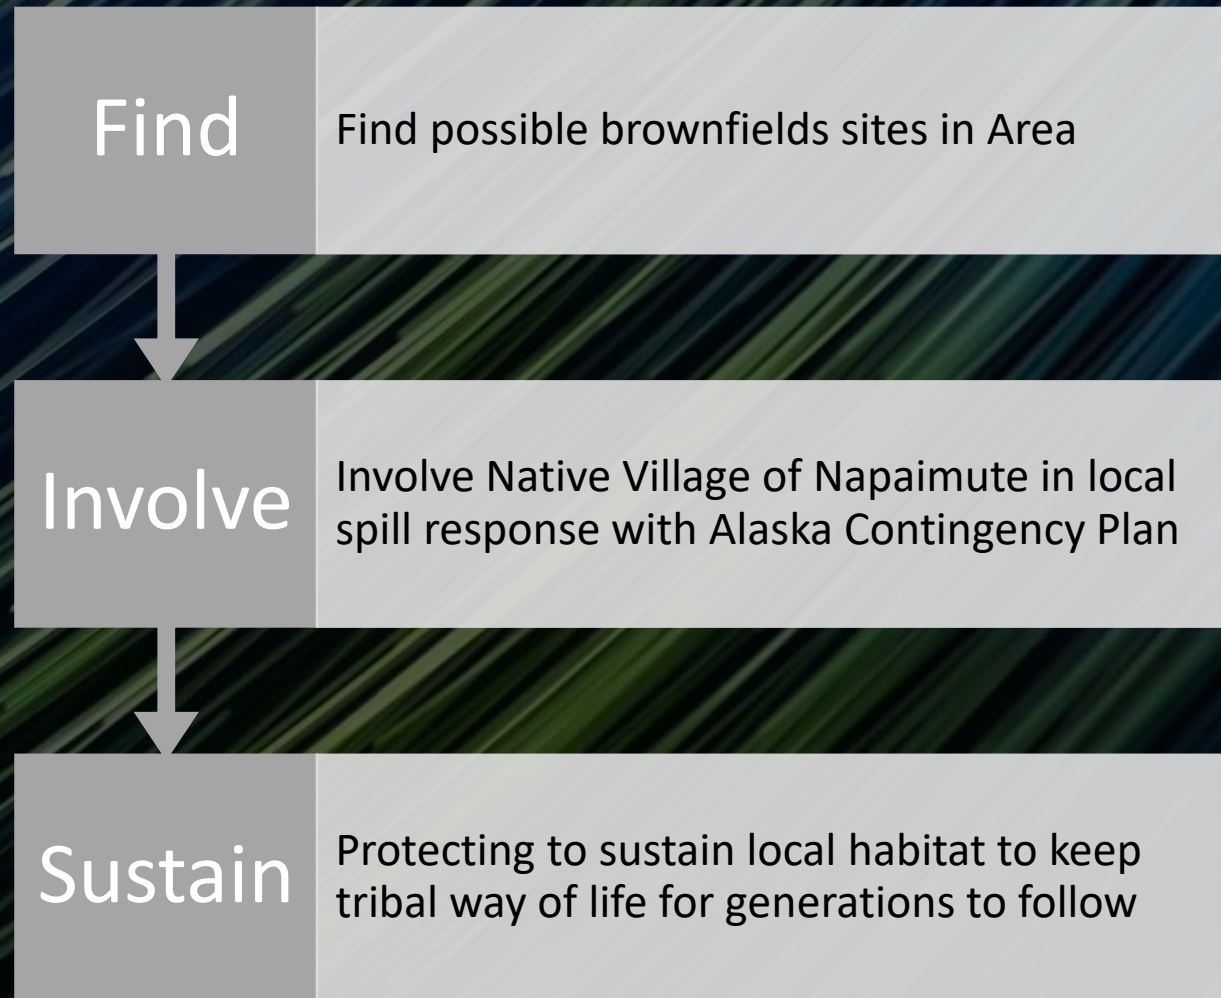 Find
Find possible brownfields sites in Area
Involve
Involve Native Village of Napaimute in local
spill response with Alaska Contingency Plan
Sustain
Protecting to sustain local habitat to keep
tribal way of life for generations to follow